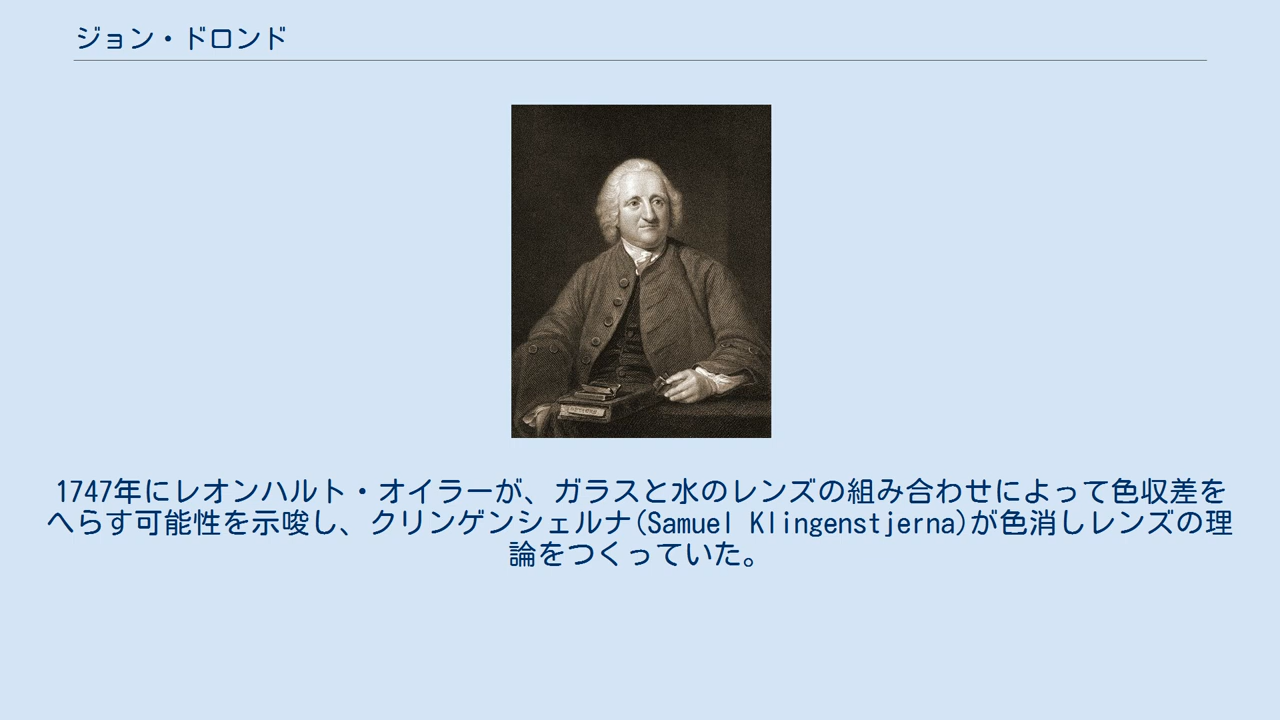 ジョン・ドロンド
1747年にレオンハルト・オイラーが、ガラスと水のレンズの組み合わせによって色収差を
へらす可能性を示唆し、クリンゲンシェルナ(Samuel Klingenstjerna)が色消しレンズの理
論をつくっていた。